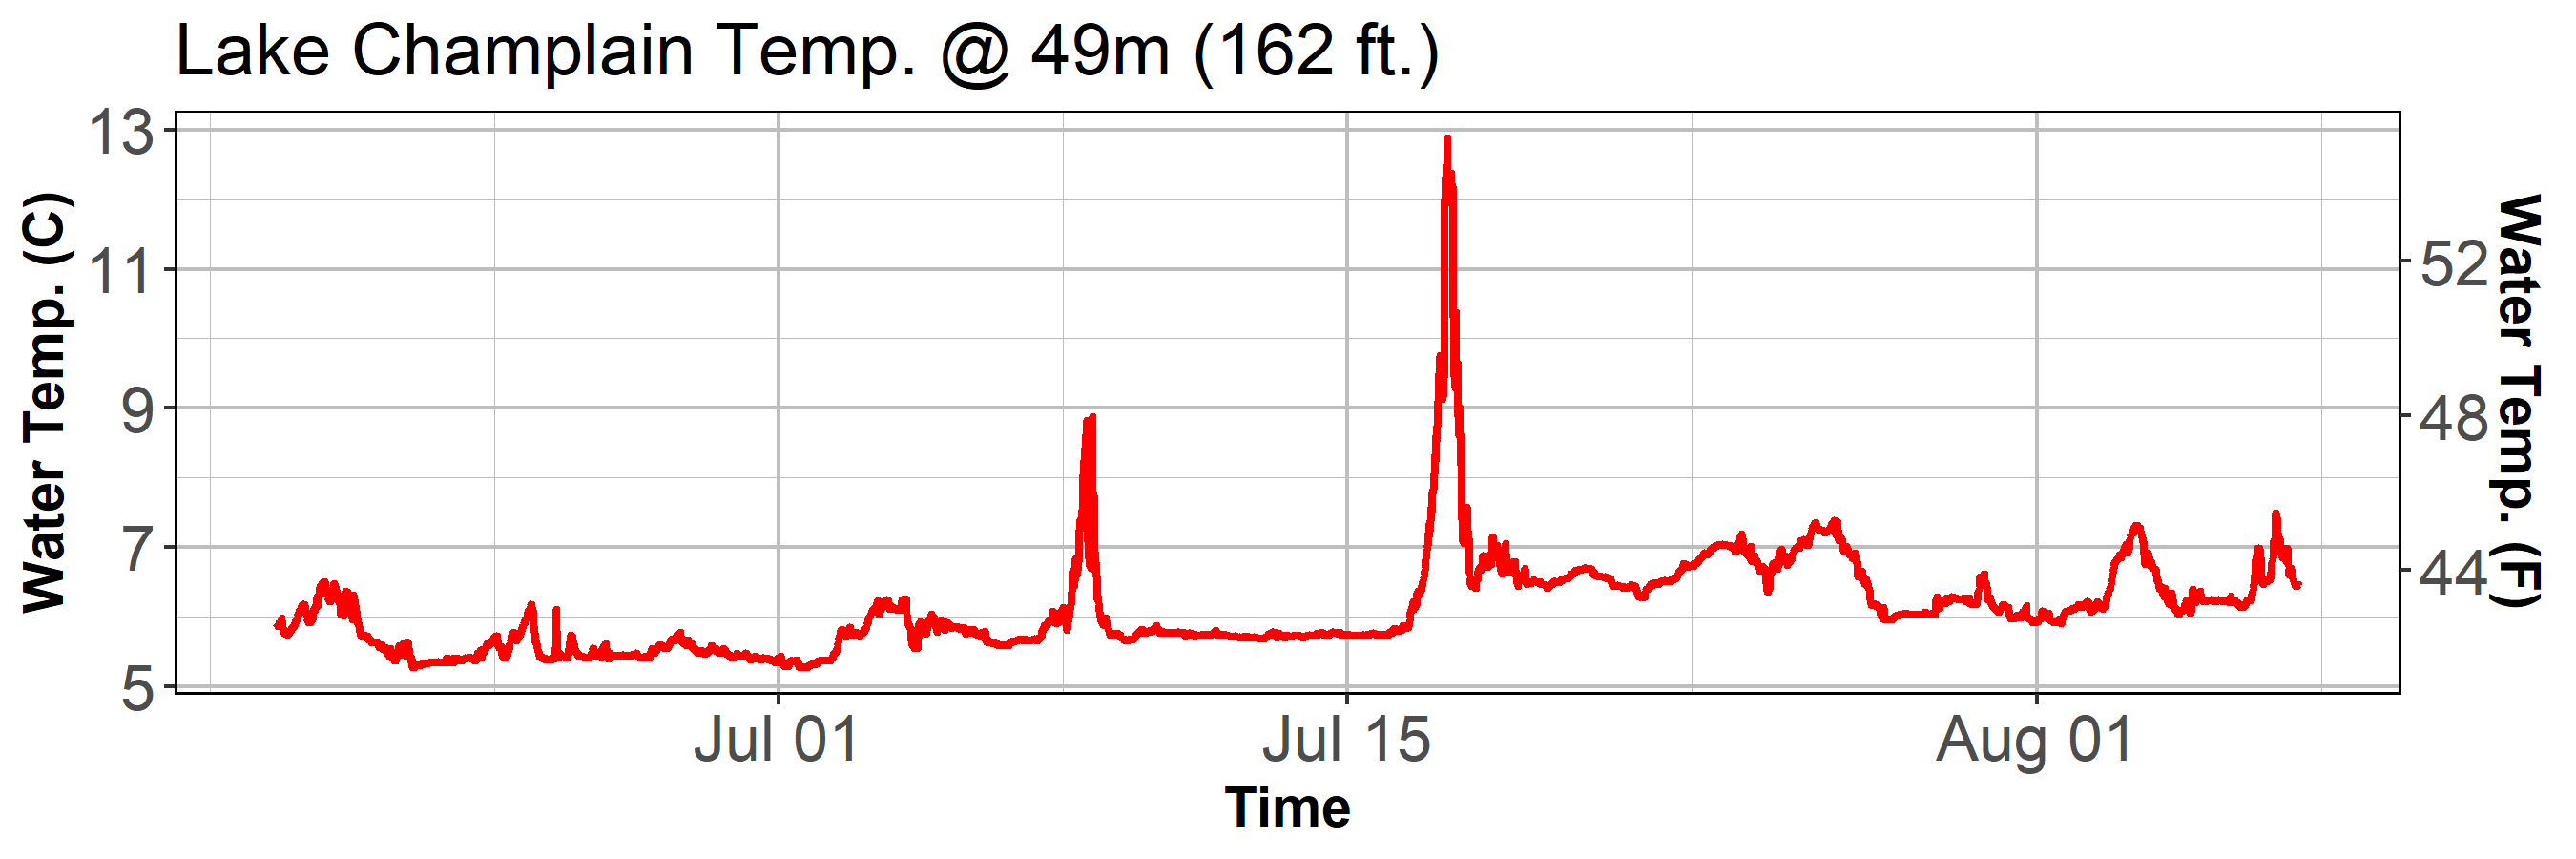 Lake Champlain Temp. @ 49m (162 ft.)
Water Temp. (C)
13
11
9
7
5
52
48
44
Water Temp. (F)
Jul 01
Jul 15
Aug 01
Time